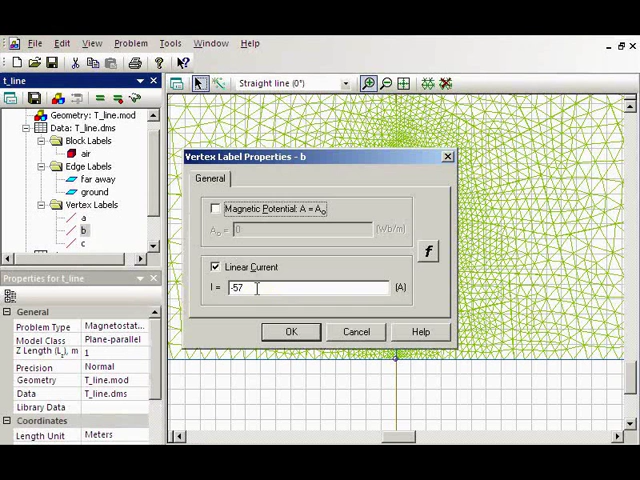 File Edit View Problem Tools Window Help
t_line
Straight line (0°)
Geometry: T_line.mod
Data: T_line.dms
Block Labels
air
Edge Labels
far away
ground
Vertex Labels
a
b
c
Vertex Label Properties - b
General
Magnetic Potential: A = A₀
A₀ = 0 (Wb/m)
Linear Current
I = -57 (A)
f
OK Cancel Help
Properties for t_line
General
Problem Type Magnetostat...
Model Class Plane-parallel
Z Length (Lz), m 1
Precision Normal
Geometry T_line.mod
Data T_line.dms
Library Data
Coordinates
Length Unit Meters